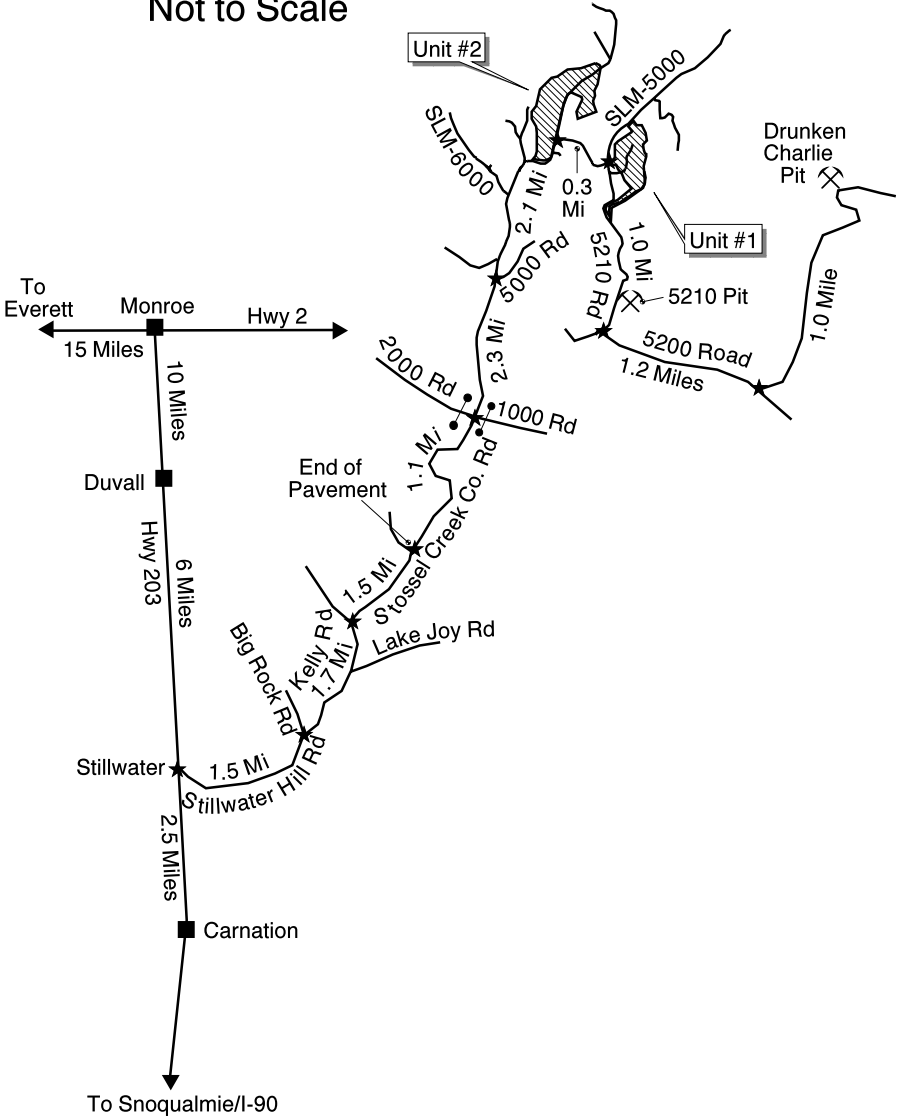 Not to Scale
Unit #2
SLM-5000
SLM-6000
Drunken
Charlie
Pit
0.3
Mi
2.1 Mi
Unit #1
5000 Rd
5210 Rd
1.0 Mi
5210 Pit
1.0 Mile
To
Everett
Monroe
Hwy 2
15 Miles
10 Miles
2.3 Mi
5200 Road
1.2 Miles
2000 Rd
1000 Rd
1.1 Mi
Duvall
End of
Pavement
Stossel Creek Co. Rd
Hwy 203
6 Miles
1.5 Mi
Kelly Rd
Lake Joy Rd
1.7 Mi
Big Rock Rd
Stillwater
1.5 Mi
Stillwater Hill Rd
2.5 Miles
Carnation
To Snoqualmie/I-90